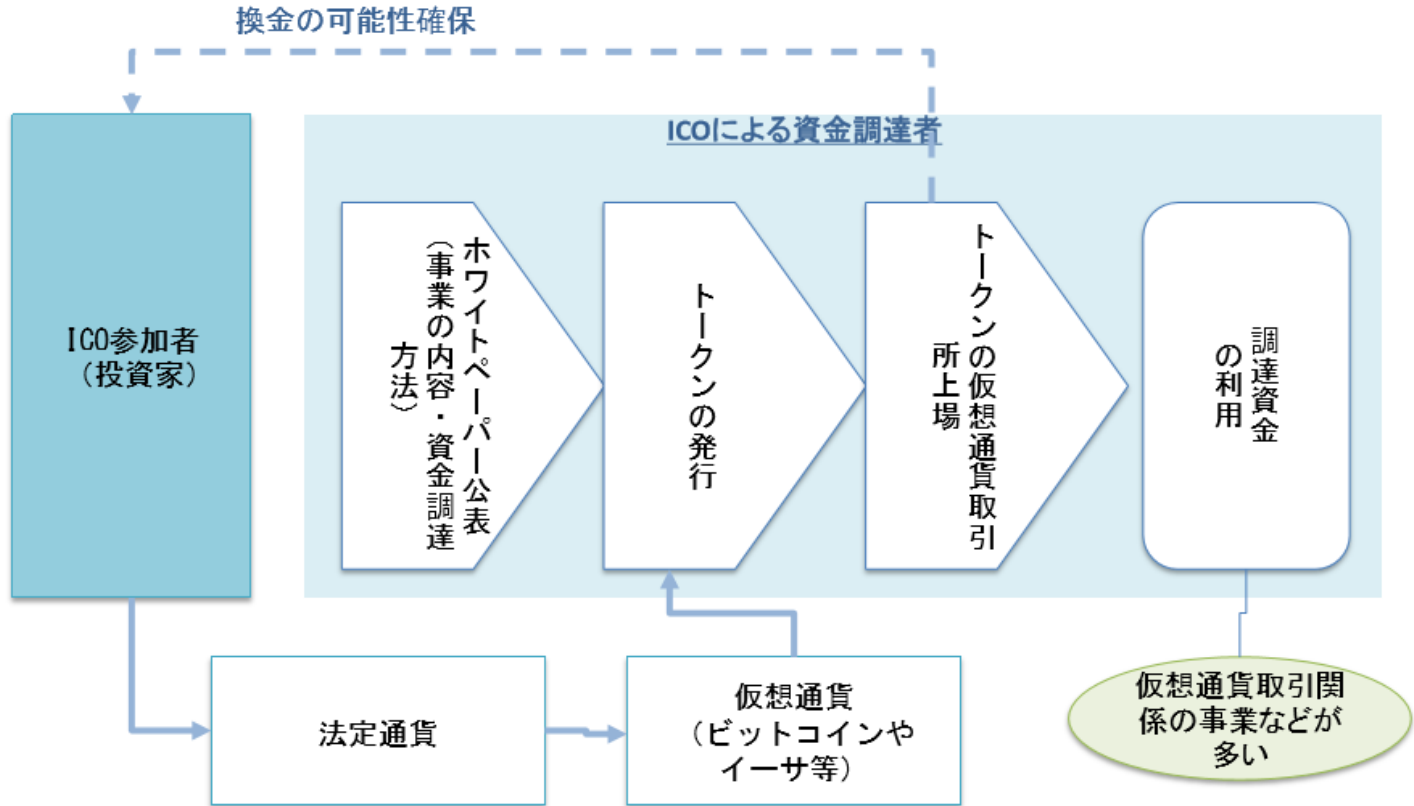 換金の可能性確保
ICOによる資金調達者
ICO参加者
（投資家）
ホワイトペーパー公表
（事業の内容・資金調達
方法）
トークンの発行
トークンの仮想通貨取引
所上場
調達資金
の利用
法定通貨
仮想通貨
（ビットコインや
イーサ等）
仮想通貨取引関
係の事業などが
多い